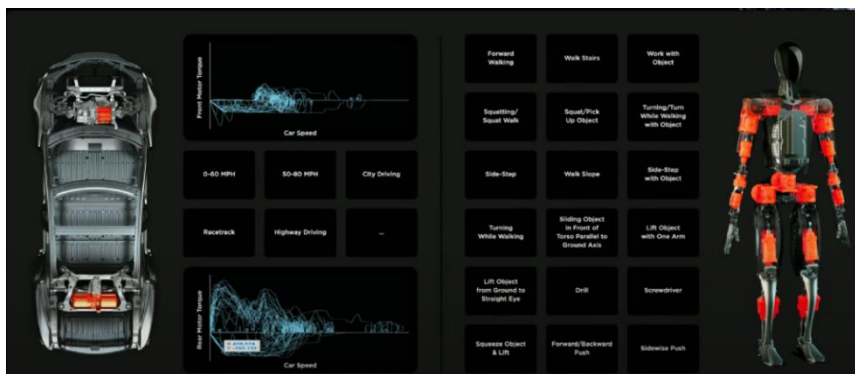 Front Motor Torque
Car Speed
0-60 MPH
50-80 MPH
City Driving
Racetrack
Highway Driving
...
Rear Motor Torque
Car Speed
Forward
Walking
Walk Stairs
Work with
Object
Squatting/
Squat Walk
Squat/Pick
Up Object
Turning/Turn
While Walking
with Object
Side-Step
Walk Slope
Side-Step
with Object
Turning
While Walking
Sliding Object
in Front of
Torso Parallel to
Ground Axis
Lift Object
with One Arm
Lift Object
from Ground to
Straight Eye
Drill
Screwdriver
Squeeze Object
& Lift
Forward/Backward
Push
Sidewise Push